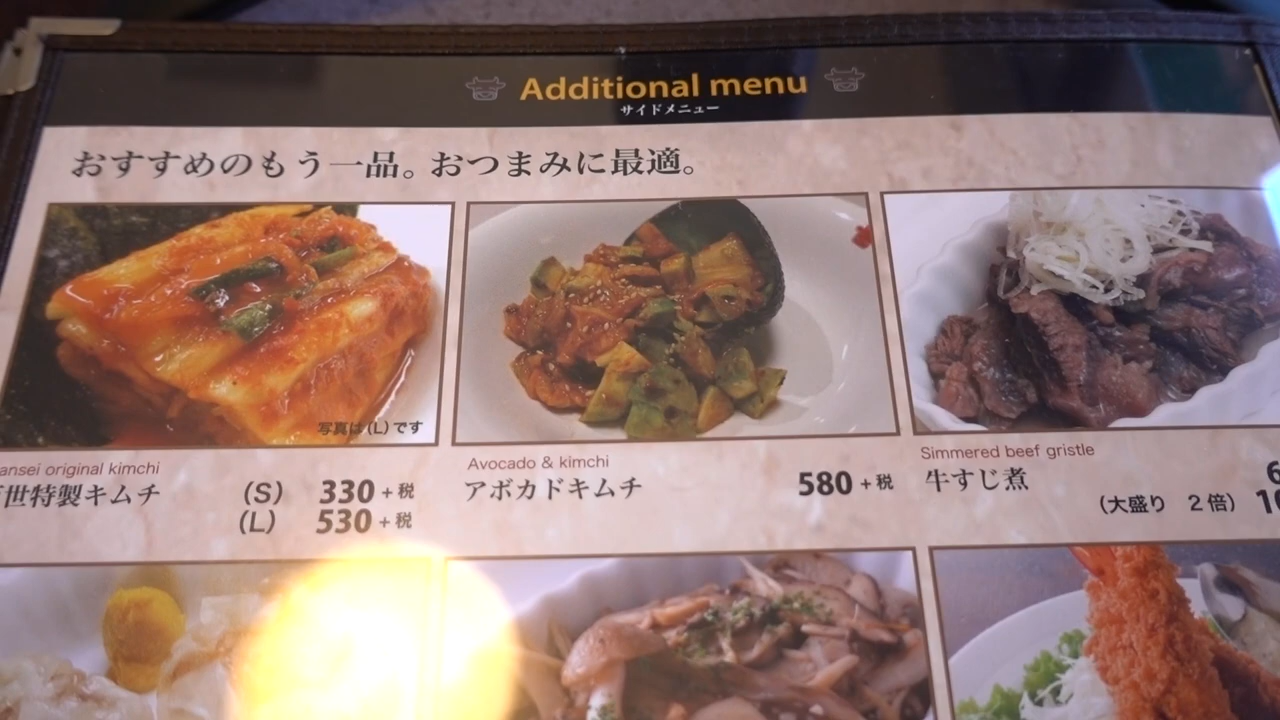 Additional menu
サイドメニュー
おすすめのもう一品。おつまみに最適。
写真は(L)です
ansei original kimchi
世特製キムチ (S) 330+税
(L) 530+税
Avocado & kimchi
アボカドキムチ 580+税
Simmered beef gristle
牛すじ煮
(大盛り 2倍)